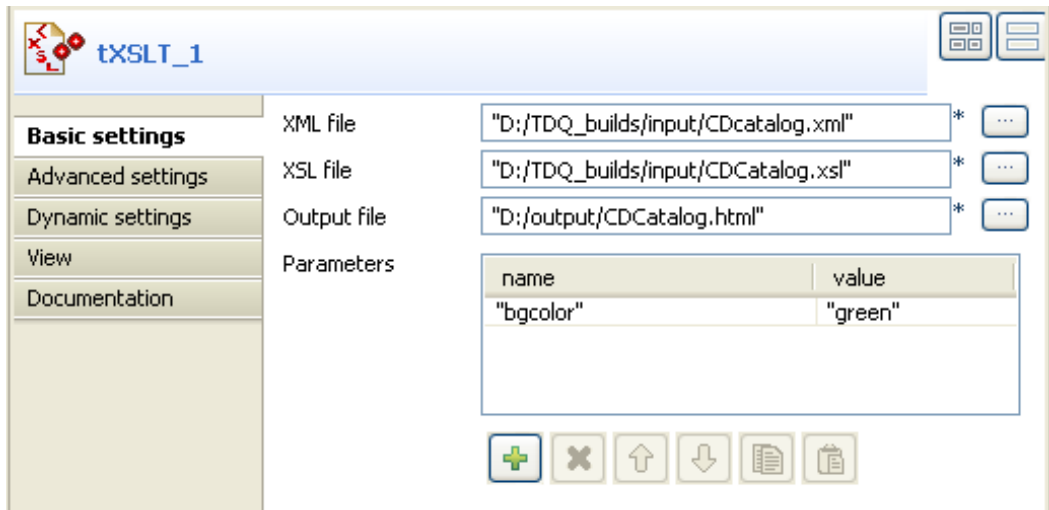 tXSLT_1
Basic settings
Advanced settings
Dynamic settings
View
Documentation
XML file "D:/TDQ_builds/input/CDcatalog.xml" * ...
XSL file "D:/TDQ_builds/input/CDCatalog.xsl" * ...
Output file "D:/output/CDCatalog.html" * ...
Parameters
name value
"bgcolor" "green"